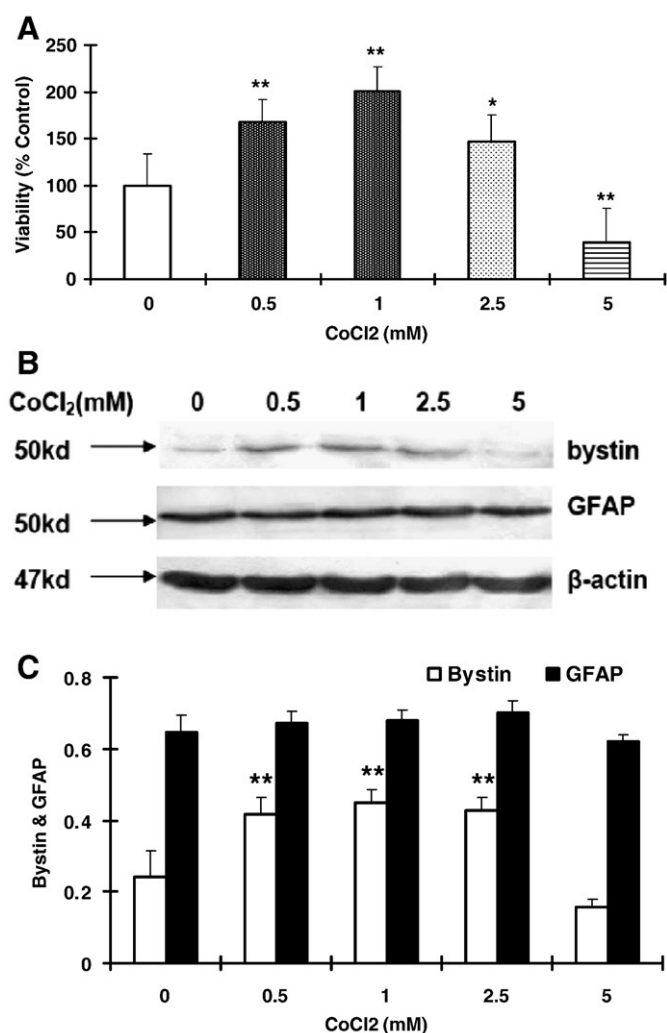 A
Viability (% Control)
250
200
150
100
50
0
**
**
*
**
0 0.5 1 2.5 5
CoCl2 (mM)
B
CoCl₂(mM) 0 0.5 1 2.5 5
50kd bystin
50kd GFAP
47kd β-actin
C
Bystin & GFAP
0.8
0.6
0.4
0.2
0
Bystin GFAP
** ** **
0 0.5 1 2.5 5
CoCl2 (mM)